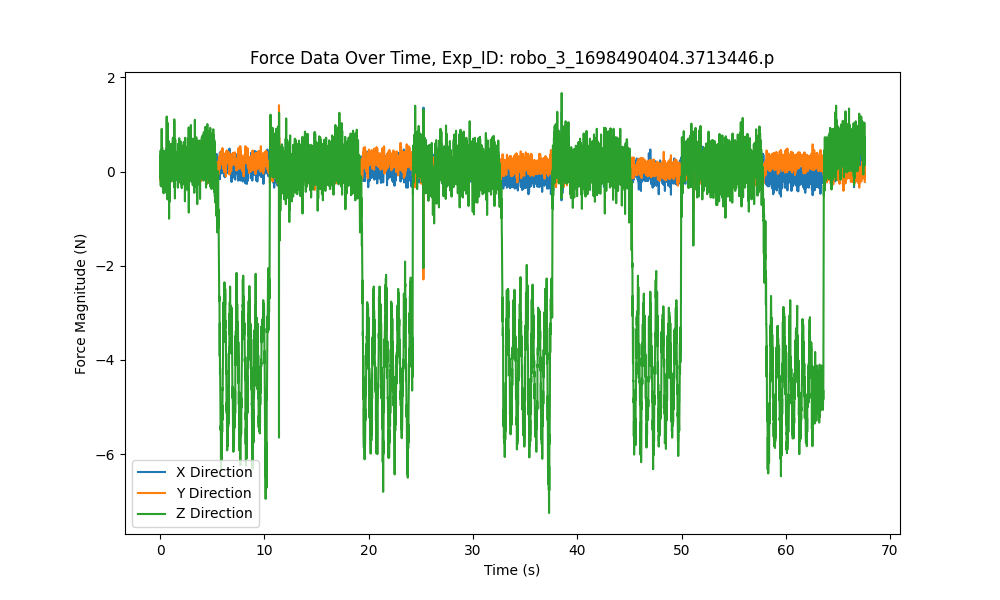 Force Data Over Time, Exp_ID: robo_3_1698490404.3713446.p
Force Magnitude (N)
2
0
−2
−4
−6
X Direction
Y Direction
Z Direction
0 10 20 30 40 50 60 70
Time (s)